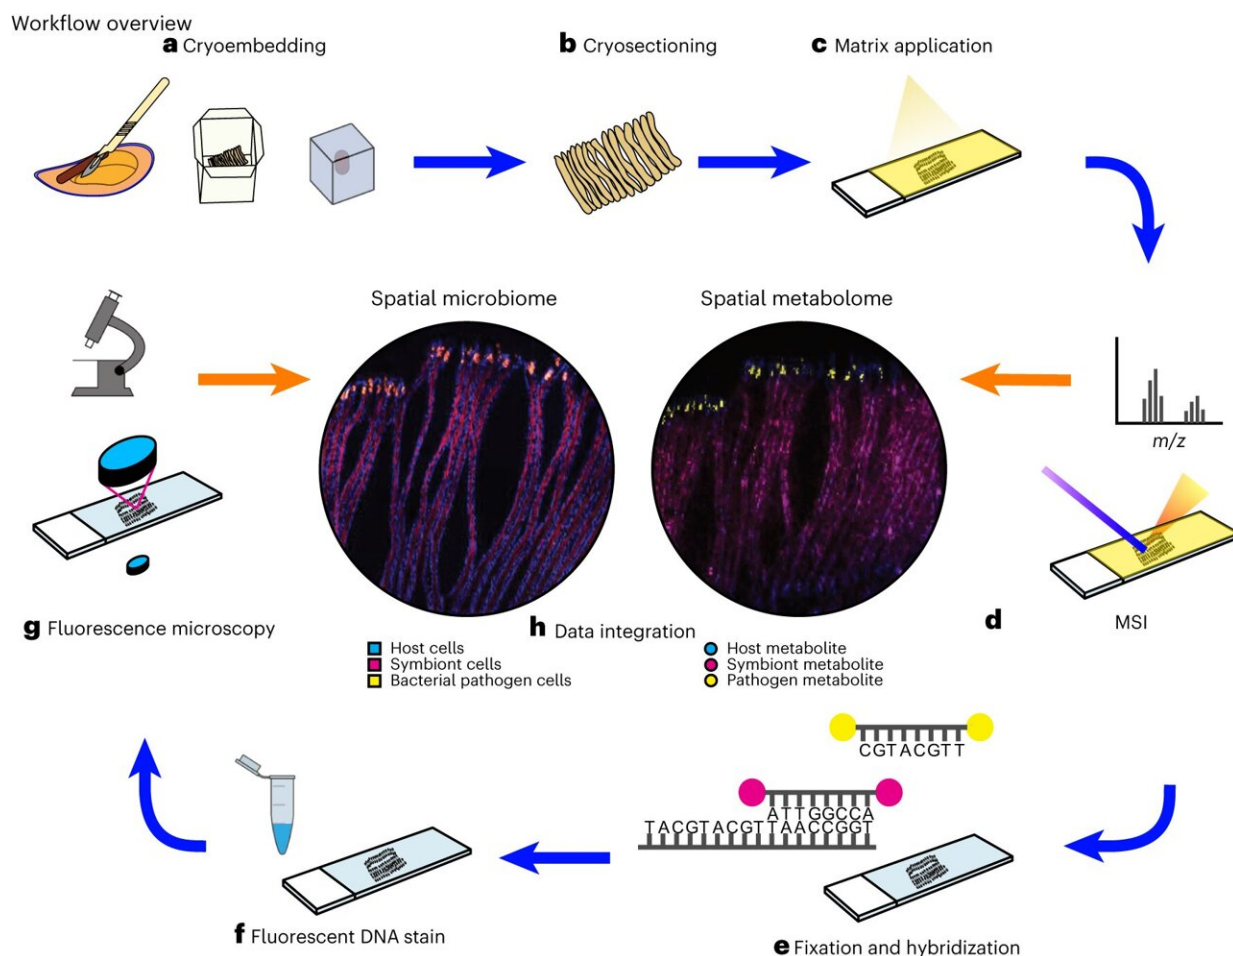 Workflow overview
a Cryoembedding
b Cryosectioning
c Matrix application
Spatial microbiome
Spatial metabolome
m/z
g Fluorescence microscopy
h Data integration
d MSI
Host cells
Symbiont cells
Bacterial pathogen cells
Host metabolite
Symbiont metabolite
Pathogen metabolite
CGTACGTT
ATTGGCCA
TACGTACGTTAACCGGT
f Fluorescent DNA stain
e Fixation and hybridization